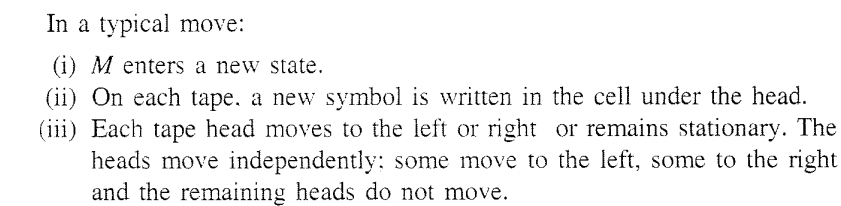 In a typical move:
(i) M enters a new state.
(ii) On each tape. a new symbol is written in the cell under the head.
(iii) Each tape head moves to the left or right or remains stationary. The
heads move independently: some move to the left, some to the right
and the remaining heads do not move.